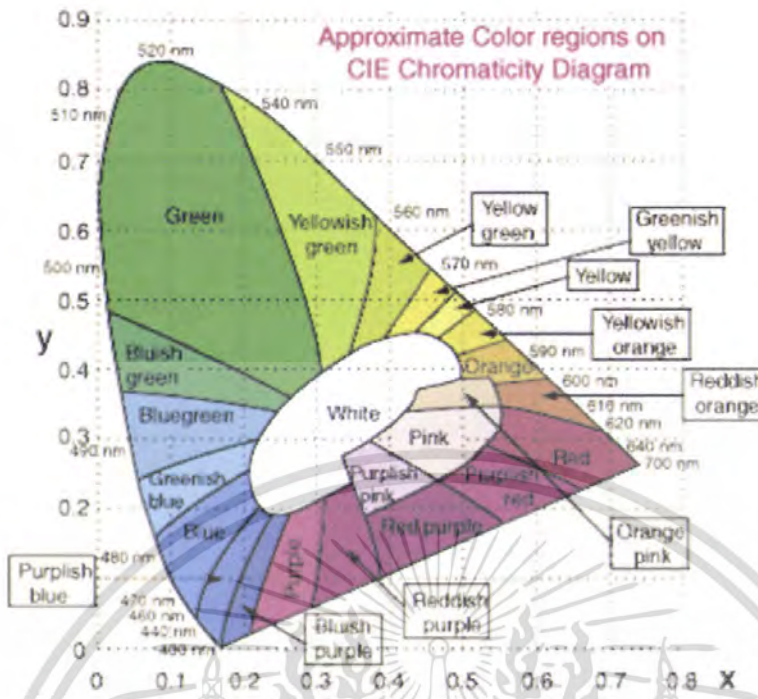 Approximate Color regions on
CIE Chromaticity Diagram
0.9
0.8
0.7
0.6
0.5
0.4
0.3
0.2
0.1
0
y
0
0.1
0.2
0.3
0.4
0.5
0.6
0.7
0.8
x
520 nm
510 nm
540 nm
550 nm
560 nm
500 nm
570 nm
580 nm
590 nm
600 nm
616 nm
620 nm
640 nm
700 nm
490 nm
480 nm
470 nm
460 nm
440 nm
Green
Yellowish
green
Yellow
green
Greenish
yellow
Yellow
Yellowish
orange
Orange
Reddish
orange
Bluish
green
Bluegreen
White
Pink
Greenish
blue
Purplish
pink
Purplish
red
Red
Blue
Red purple
Orange
pink
Purplish
blue
Purple
Reddish
purple
Bluish
purple